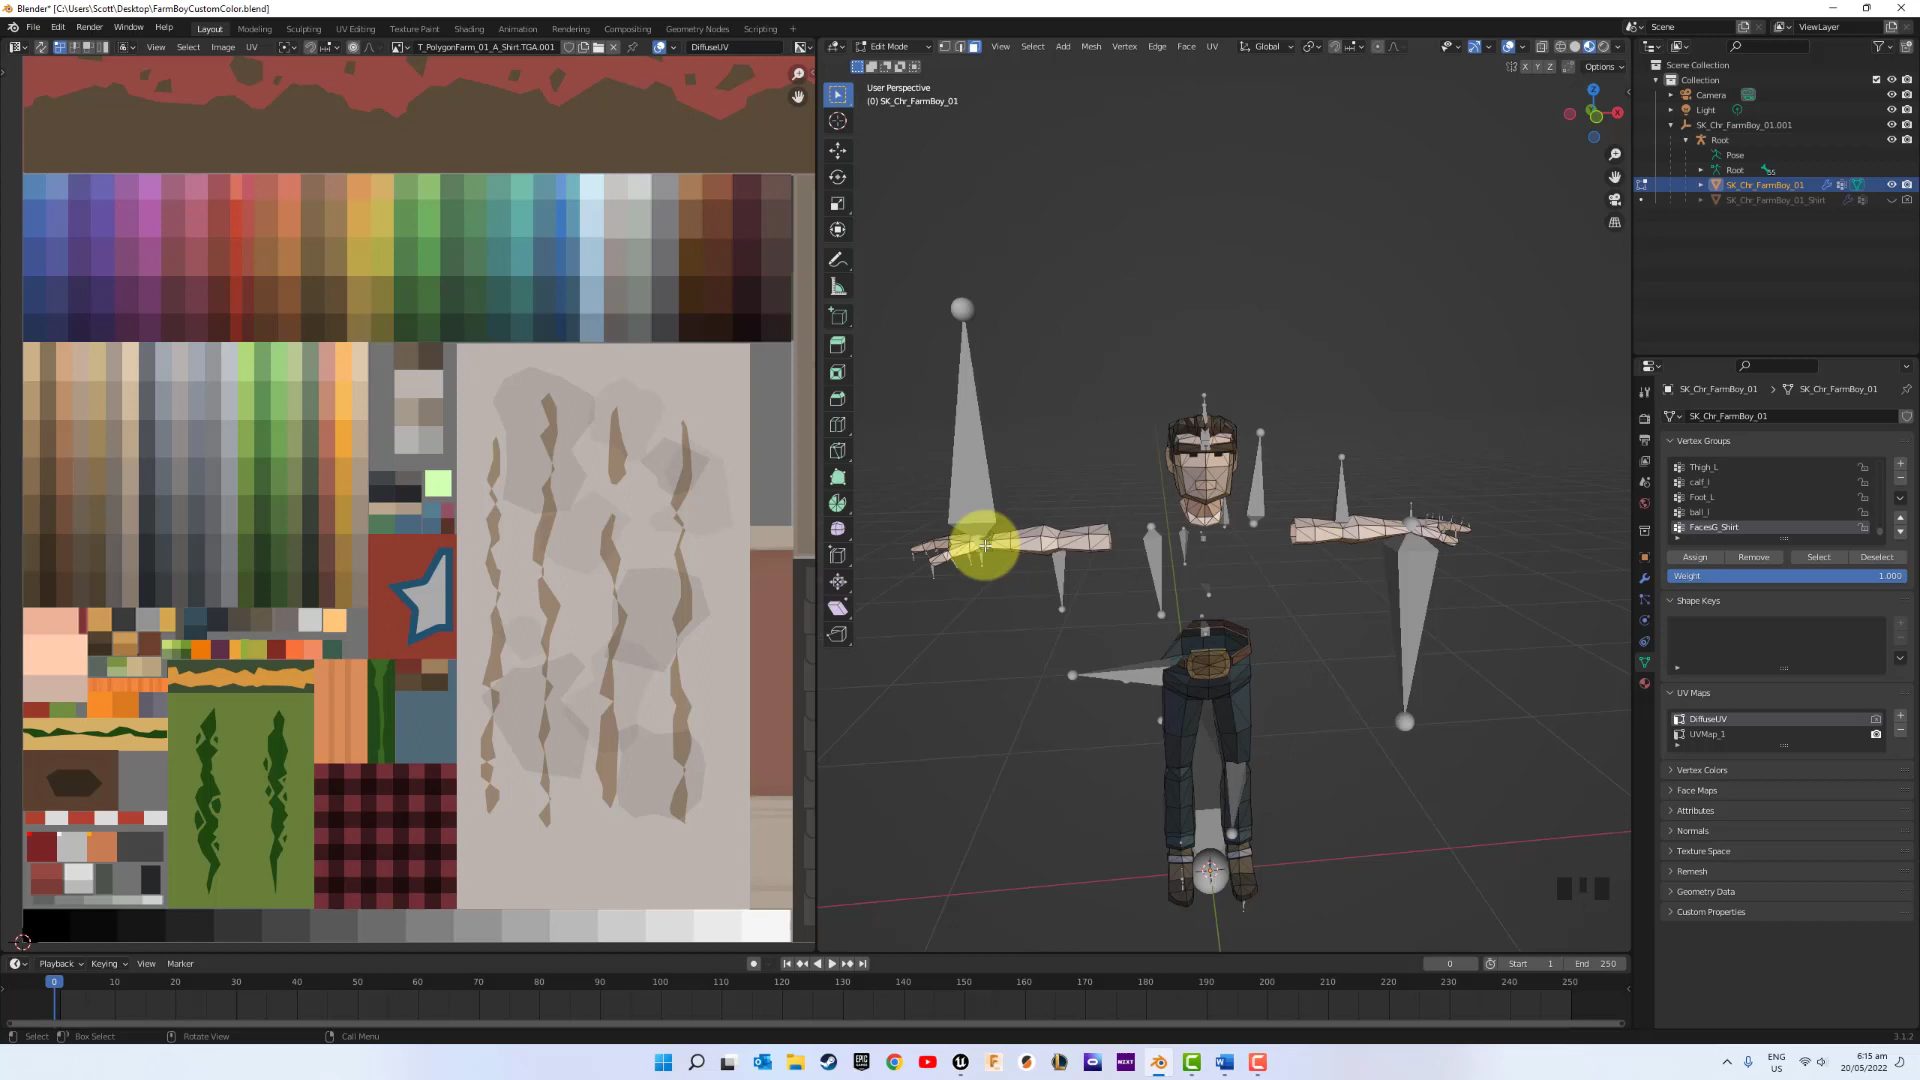 Blender* [C:\Users\Scott\Desktop\FarmBoyCustomColor.blend]
File Edit Render Window Help Layout Modeling Sculpting UV Editing Texture Paint Shading Animation Rendering Compositing Geometry Nodes Scripting
Scene ViewLayer
View Select Image UV T_PolygonFarm_01_A_Shirt.TGA.001 DiffuseUV
Edit Mode View Select Add Mesh Vertex Edge Face UV Global
X Y Z Options
User Perspective
(0) SK_Chr_FarmBoy_01
Z
X
Scene Collection
Collection
Camera
Light
SK_Chr_FarmBoy_01.001
Root
Pose
Root
55
SK_Chr_FarmBoy_01
SK_Chr_FarmBoy_01_Shirt
SK_Chr_FarmBoy_01 SK_Chr_FarmBoy_01
SK_Chr_FarmBoy_01
Vertex Groups
Thigh_L
calf_l
Foot_L
ball_l
FacesG_Shirt
Assign Remove Select Deselect
Weight 1.000
Shape Keys
UV Maps
DiffuseUV
UVMap_1
Vertex Colors
Face Maps
Attributes
Normals
Texture Space
Remesh
Geometry Data
Custom Properties
Playback Keying View Marker
0 Start 1 End 250
0 10 20 30 40 50 60 70 80 90 100 110 120 130 140 150 160 170 180 190 200 210 220 230 240 250
Select Box Select Rotate View Call Menu
3.1.2
NZXT
ENG
US
6:15 am
20/05/2022